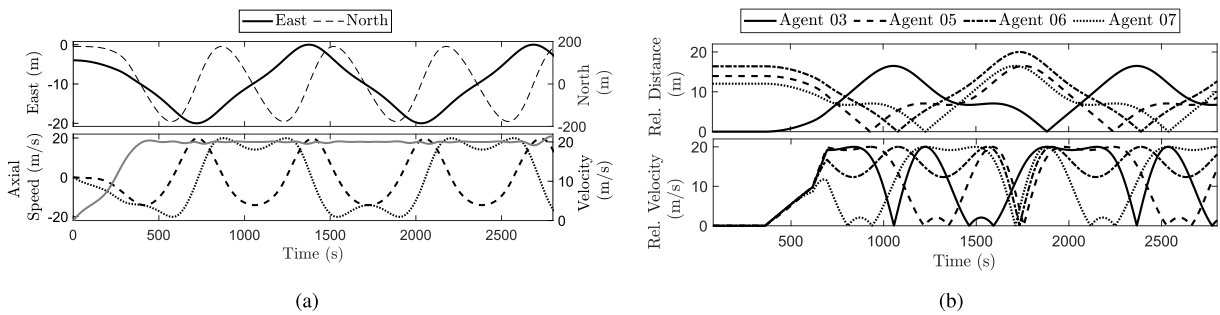 East North
East (m)
0
-10
-20
North (m)
200
0
-200
Axial Speed (m/s)
20
0
-20
Velocity (m/s)
20
10
0
0 500 1000 1500 2000 2500
Time (s)
(a)
Agent 03 Agent 05 Agent 06 Agent 07
Rel. Distance (m)
20
10
0
Rel. Velocity (m/s)
20
10
0
500 1000 1500 2000 2500
Time (s)
(b)